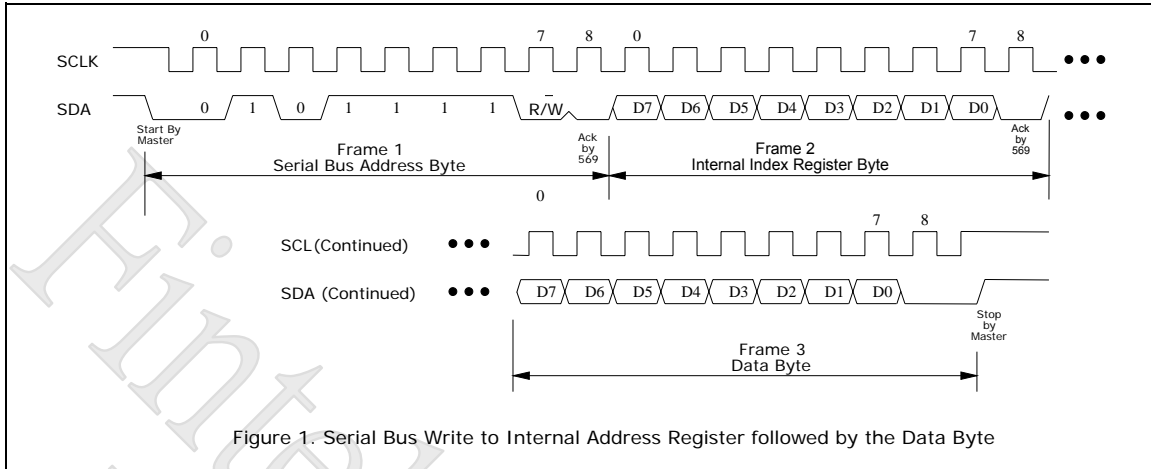 0 7 8 0 7 8
SCLK
SDA 0 1 0 1 1 1 1 R/W D7 D6 D5 D4 D3 D2 D1 D0
Start By
Master
Ack
by
569
Ack
by
569
Frame 1
Serial Bus Address Byte
Frame 2
Internal Index Register Byte
0
7 8
SCL(Continued)
SDA (Continued) D7 D6 D5 D4 D3 D2 D1 D0
Stop
by
Master
Frame 3
Data Byte
Figure 1. Serial Bus Write to Internal Address Register followed by the Data Byte